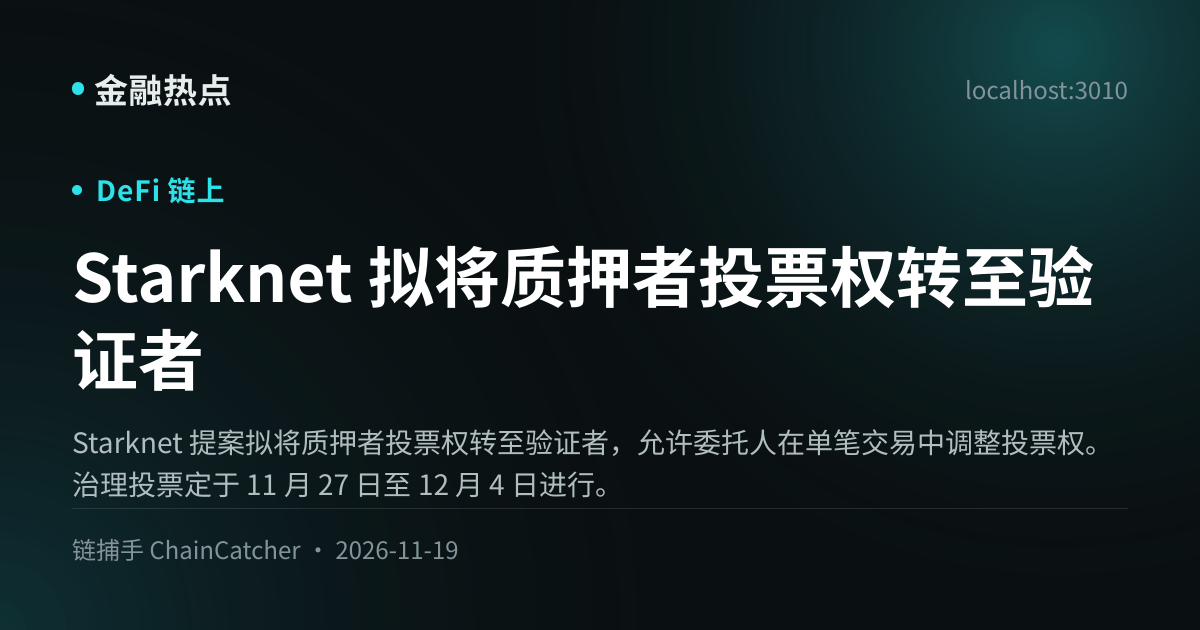 金融热点
localhost:3010
DeFi 链上
Starknet 拟将质押者投票权转至验
证者
Starknet 提案拟将质押者投票权转至验证者，允许委托人在单笔交易中调整投票权。
治理投票定于 11 月 27 日至 12 月 4 日进行。
链捕手 ChainCatcher · 2026-11-19